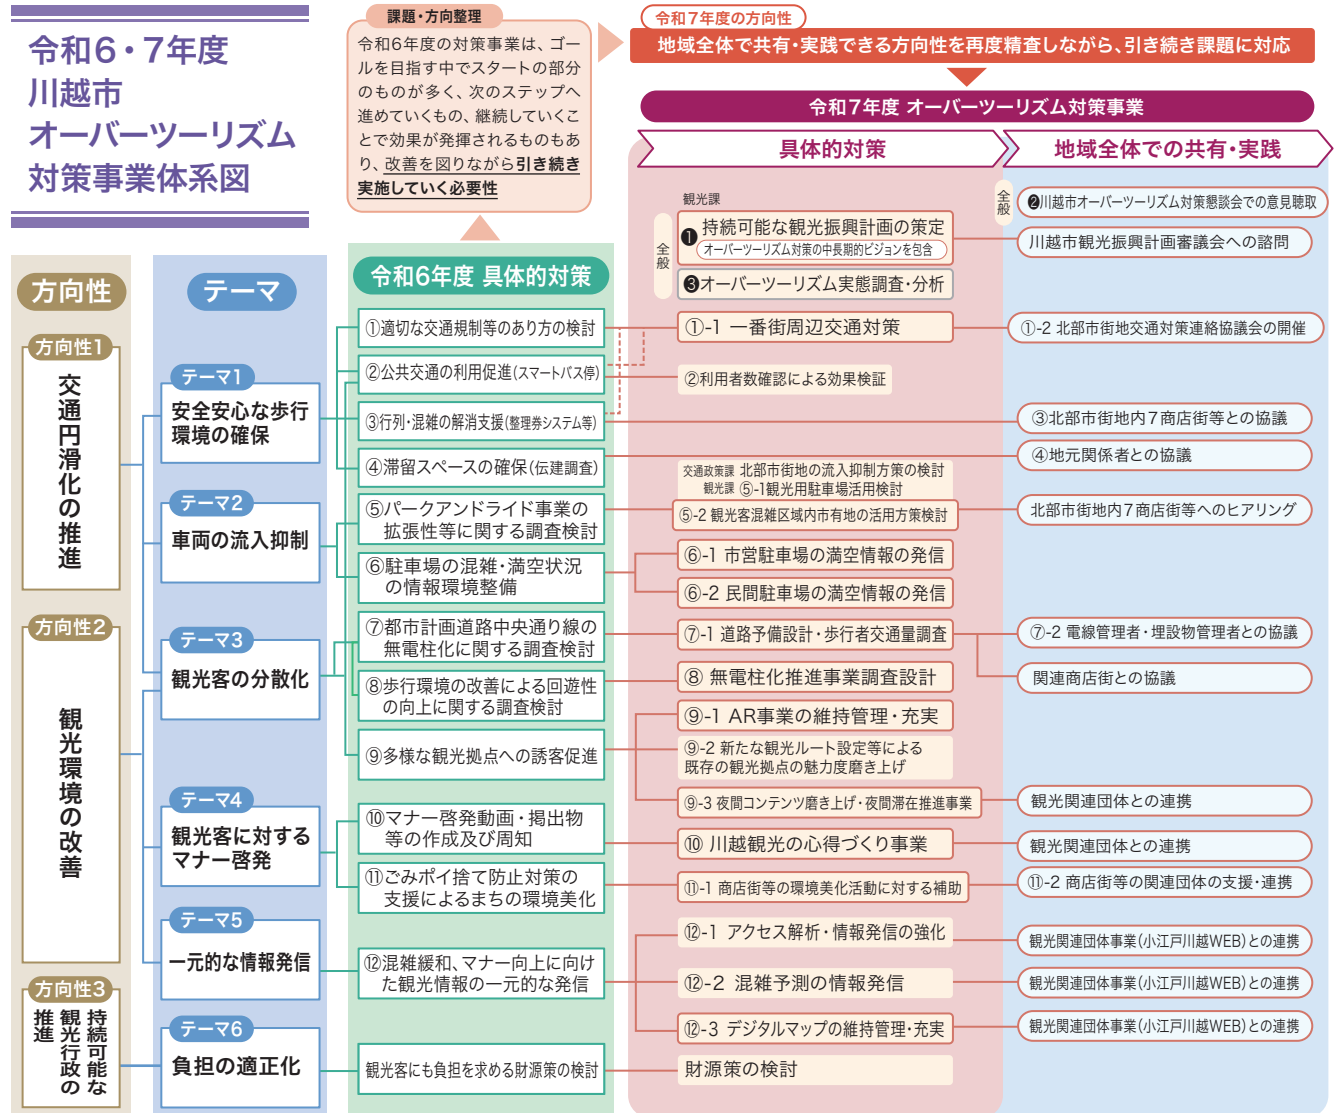 令和6・7年度
川越市
オーバーツーリズム
対策事業体系図
課題・方向整理
令和6年度の対策事業は、ゴー
ルを目指す中でスタートの部分
のものが多く、次のステップへ
進めていくもの、継続していくこ
とで効果が発揮されるものもあ
り、改善を図りながら引き続き
実施していく必要性
令和7年度の方向性
地域全体で共有・実践できる方向性を再度精査しながら、引き続き課題に対応
令和7年度 オーバーツーリズム対策事業
具体的対策
地域全体での共有・実践
方向性
方向性1
交通円滑化の推進
方向性2
観光環境の改善
方向性3
持続可能な
観光行政の
推進
テーマ
テーマ1
安全安心な歩行
環境の確保
テーマ2
車両の流入抑制
テーマ3
観光客の分散化
テーマ4
観光客に対する
マナー啓発
テーマ5
一元的な情報発信
テーマ6
負担の適正化
令和6年度 具体的対策
①適切な交通規制等のあり方の検討
②公共交通の利用促進(スマートバス停)
③行列・混雑の解消支援(整理券システム等)
④滞留スペースの確保(伝建調査)
⑤パークアンドライド事業の
拡張性等に関する調査検討
⑥駐車場の混雑・満空状況
の情報環境整備
⑦都市計画道路中央通り線の
無電柱化に関する調査検討
⑧歩行環境の改善による回遊性
の向上に関する調査検討
⑨多様な観光拠点への誘客促進
⑩マナー啓発動画・掲出物
等の作成及び周知
⑪ごみポイ捨て防止対策の
支援によるまちの環境美化
⑫混雑緩和、マナー向上に向け
た観光情報の一元的な発信
観光客にも負担を求める財源策の検討
観光課
全般
❶持続可能な観光振興計画の策定
オーバーツーリズム対策の中長期的ビジョンを包含
❸オーバーツーリズム実態調査・分析
①-1 一番街周辺交通対策
②利用者数確認による効果検証
交通政策課 北部市街地の流入抑制方策の検討
観光課 ⑤-1観光用駐車場活用検討
⑤-2 観光客混雑区域内市有地の活用方策検討
⑥-1 市営駐車場の満空情報の発信
⑥-2 民間駐車場の満空情報の発信
⑦-1 道路予備設計・歩行者交通量調査
⑧ 無電柱化推進事業調査設計
⑨-1 AR事業の維持管理・充実
⑨-2 新たな観光ルート設定等による
既存の観光拠点の魅力度磨き上げ
⑨-3 夜間コンテンツ磨き上げ・夜間滞在推進事業
⑩ 川越観光の心得づくり事業
⑪-1 商店街等の環境美化活動に対する補助
⑫-1 アクセス解析・情報発信の強化
⑫-2 混雑予測の情報発信
⑫-3 デジタルマップの維持管理・充実
財源策の検討
全般
❷川越市オーバーツーリズム対策懇談会での意見聴取
川越市観光振興計画審議会への諮問
①-2 北部市街地交通対策連絡協議会の開催
③北部市街地内7商店街等との協議
④地元関係者との協議
北部市街地内7商店街等へのヒアリング
⑦-2 電線管理者・埋設物管理者との協議
関連商店街との協議
観光関連団体との連携
観光関連団体との連携
⑪-2 商店街等の関連団体の支援・連携
観光関連団体事業(小江戸川越WEB)との連携
観光関連団体事業(小江戸川越WEB)との連携
観光関連団体事業(小江戸川越WEB)との連携